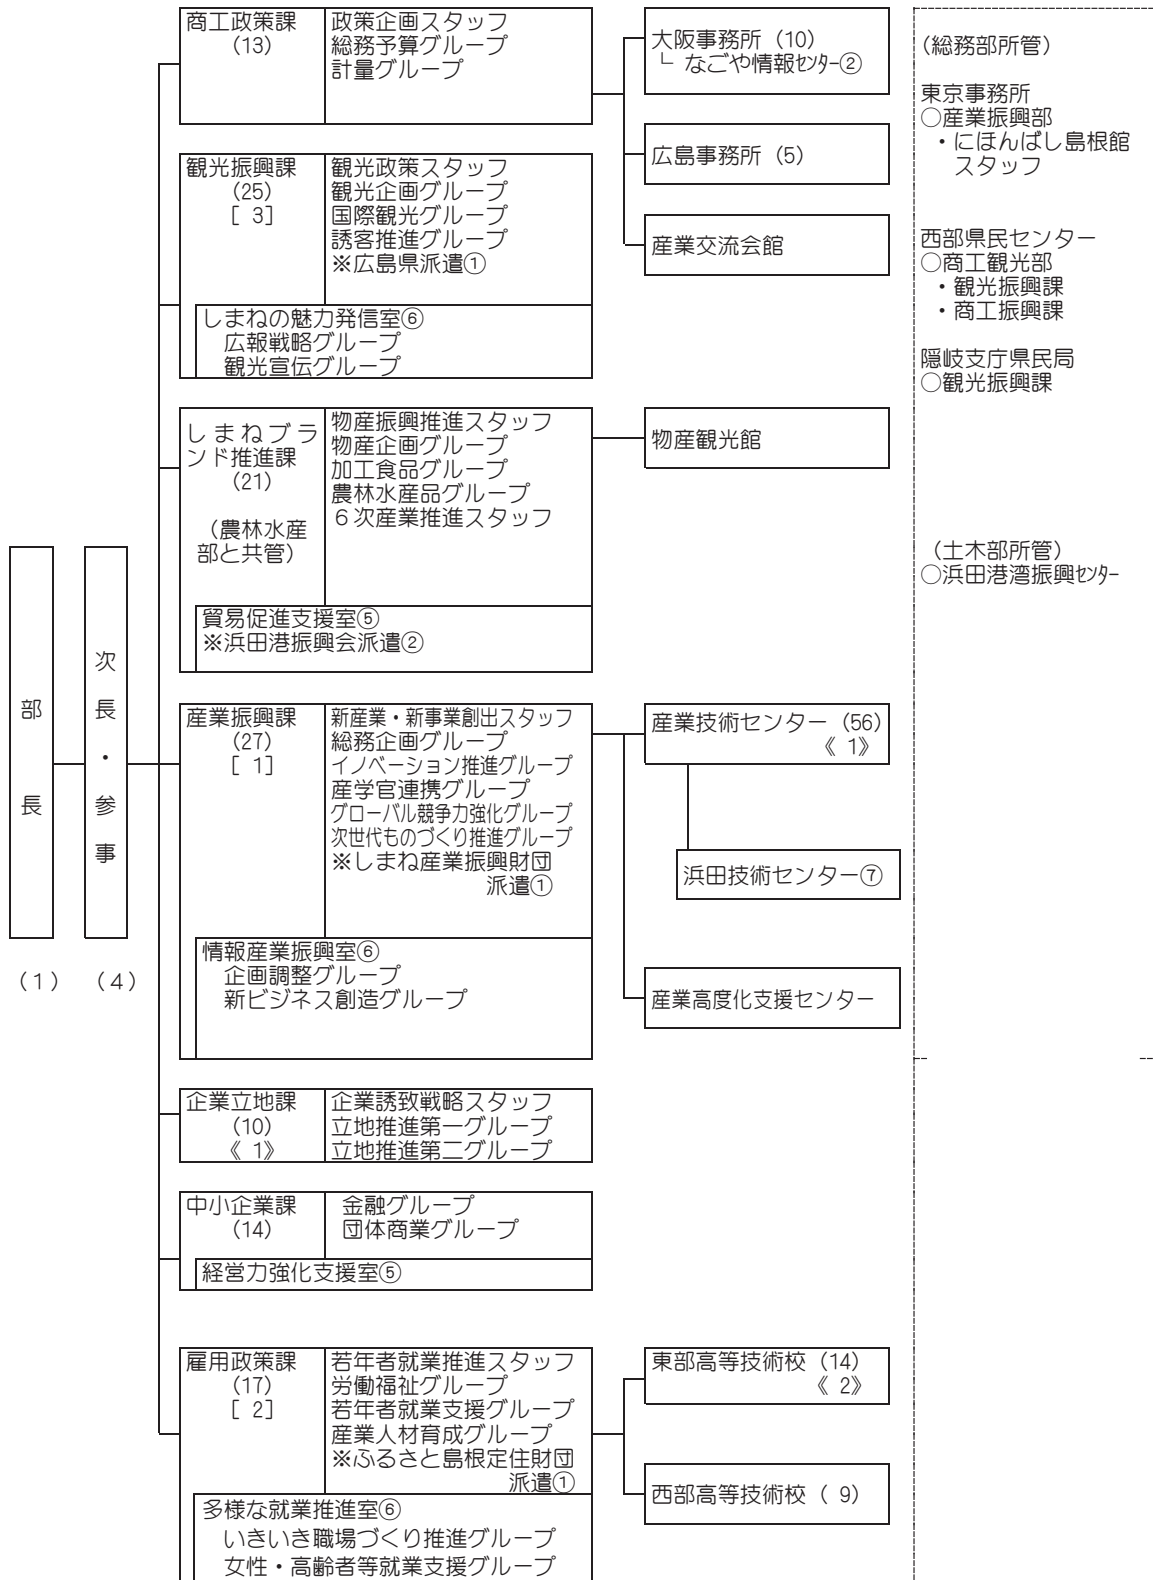 部長
(1)
次長・参事
(4)
商工政策課
(13)
政策企画スタッフ
総務予算グループ
計量グループ
大阪事務所 (10)
└ なごや情報ｾﾝﾀｰ②
広島事務所 (5)
産業交流会館
観光振興課
(25)
[ 3]
観光政策スタッフ
観光企画グループ
国際観光グループ
誘客推進グループ
※広島県派遣①
しまねの魅力発信室⑥
広報戦略グループ
観光宣伝グループ
しまねブラ
ンド推進課
(21)
(農林水産
部と共管)
物産振興推進スタッフ
物産企画グループ
加工食品グループ
農林水産品グループ
６次産業推進スタッフ
貿易促進支援室⑤
※浜田港振興会派遣②
物産観光館
産業振興課
(27)
[ 1]
新産業・新事業創出スタッフ
総務企画グループ
イノベーション推進グループ
産学官連携グループ
グローバル競争力強化グループ
次世代ものづくり推進グループ
※しまね産業振興財団
派遣①
情報産業振興室⑥
企画調整グループ
新ビジネス創造グループ
産業技術センター (56)
《 1》
浜田技術センター⑦
産業高度化支援センター
企業立地課
(10)
《 1》
企業誘致戦略スタッフ
立地推進第一グループ
立地推進第二グループ
中小企業課
(14)
金融グループ
団体商業グループ
経営力強化支援室⑤
雇用政策課
(17)
[ 2]
若年者就業推進スタッフ
労働福祉グループ
若年者就業支援グループ
産業人材育成グループ
※ふるさと島根定住財団
派遣①
多様な就業推進室⑥
いきいき職場づくり推進グループ
女性・高齢者等就業支援グループ
東部高等技術校 (14)
《 2》
西部高等技術校 ( 9)
(総務部所管)
東京事務所
○産業振興部
・にほんばし島根館
スタッフ
西部県民センター
○商工観光部
・観光振興課
・商工振興課
隠岐支庁県民局
○観光振興課
(土木部所管)
○浜田港湾振興ｾﾝﾀｰ